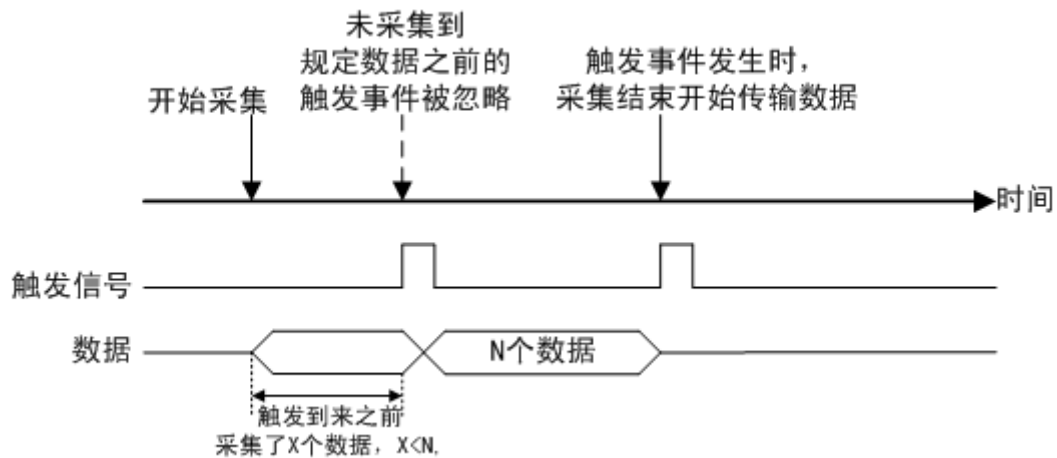 未采集到
规定数据之前的
触发事件被忽略
开始采集
触发事件发生时，
采集结束开始传输数据
时间
触发信号
数据
N个数据
触发到来之前
采集了X个数据，X<N,